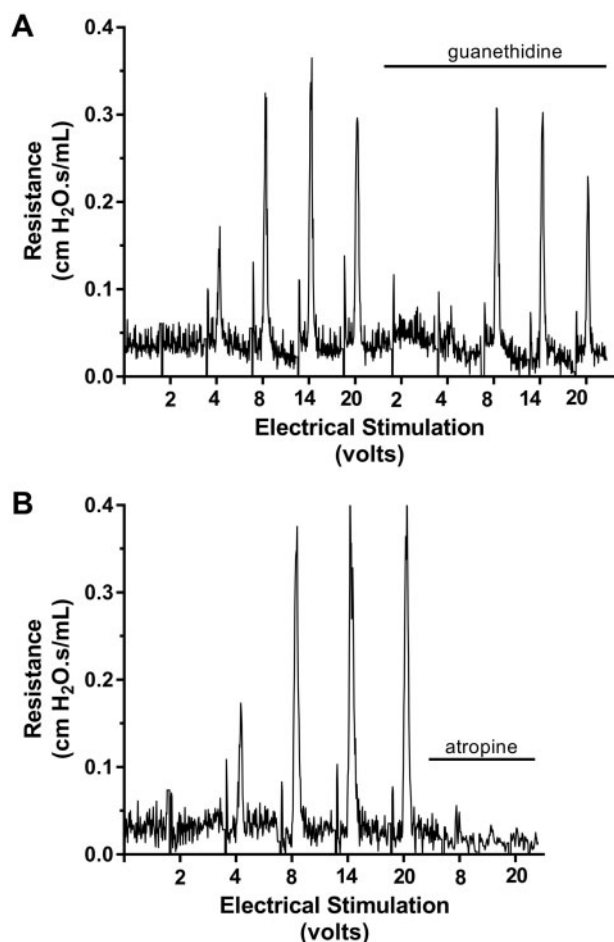 A
guanethidine
0.4
0.3
0.2
0.1
0.0
Resistance
(cm H₂O.s/mL)
2 4 8 14 20 2 4 8 14 20
Electrical Stimulation
(volts)
B
0.4
0.3
0.2
0.1
0.0
Resistance
(cm H₂O.s/mL)
atropine
2 4 8 14 20 8 20
Electrical Stimulation
(volts)